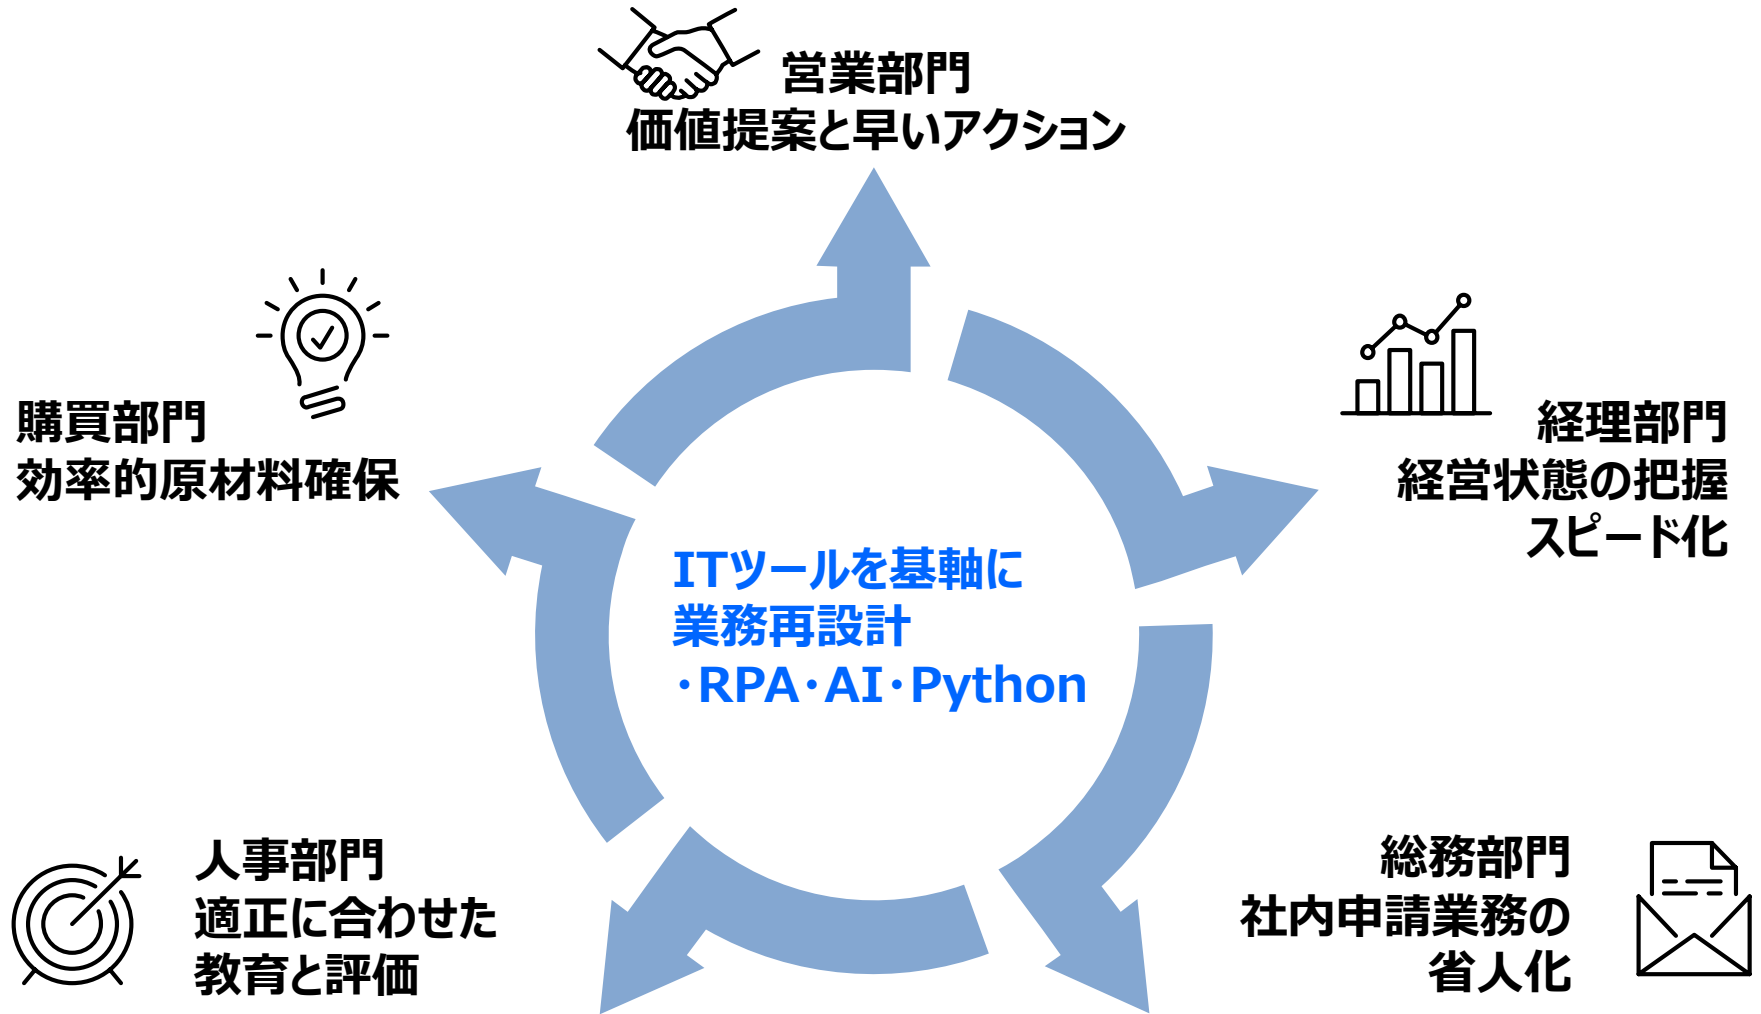 営業部門
価値提案と早いアクション
購買部門
効率的原材料確保
経理部門
経営状態の把握
スピード化
ITツールを基軸に
業務再設計
・RPA・AI・Python
人事部門
適正に合わせた
教育と評価
総務部門
社内申請業務の
省人化